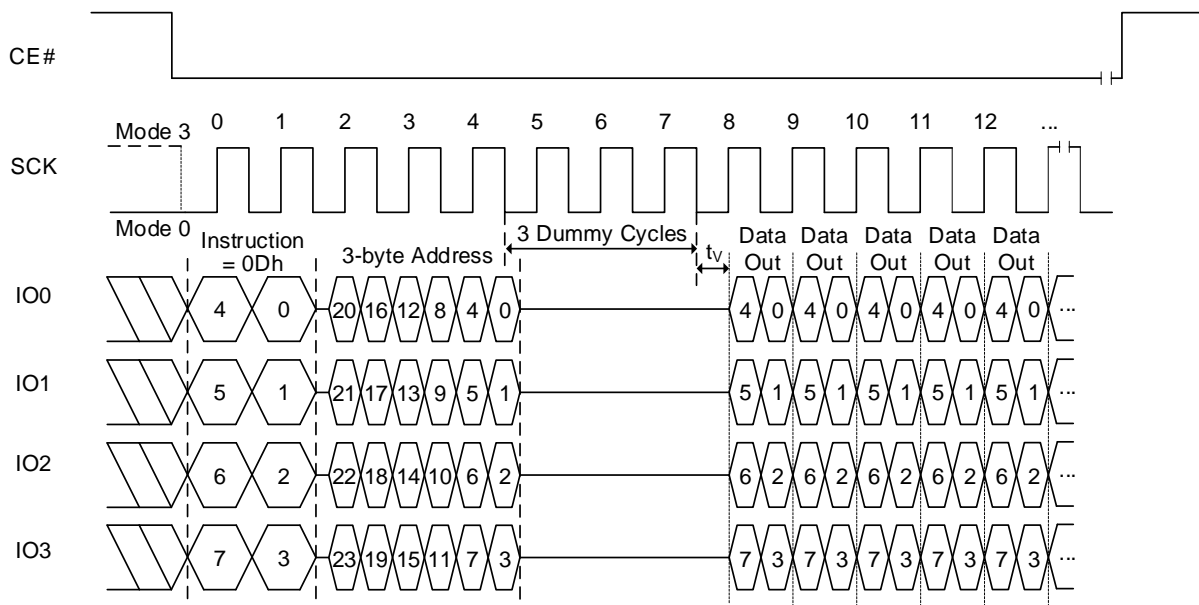 CE#
0 1 2 3 4 5 6 7 8 9 10 11 12 ...
Mode 3
SCK
Mode 0
3 Dummy Cycles
Instruction
= 0Dh
3-byte Address
tV
Data
Out
Data
Out
Data
Out
Data
Out
Data
Out
IO0 4 0 20 16 12 8 4 0 4 0 4 0 4 0 4 0 4 0 ...
IO1 5 1 21 17 13 9 5 1 5 1 5 1 5 1 5 1 5 1 ...
IO2 6 2 22 18 14 10 6 2 6 2 6 2 6 2 6 2 6 2 ...
IO3 7 3 23 19 15 11 7 3 7 3 7 3 7 3 7 3 7 3 ...